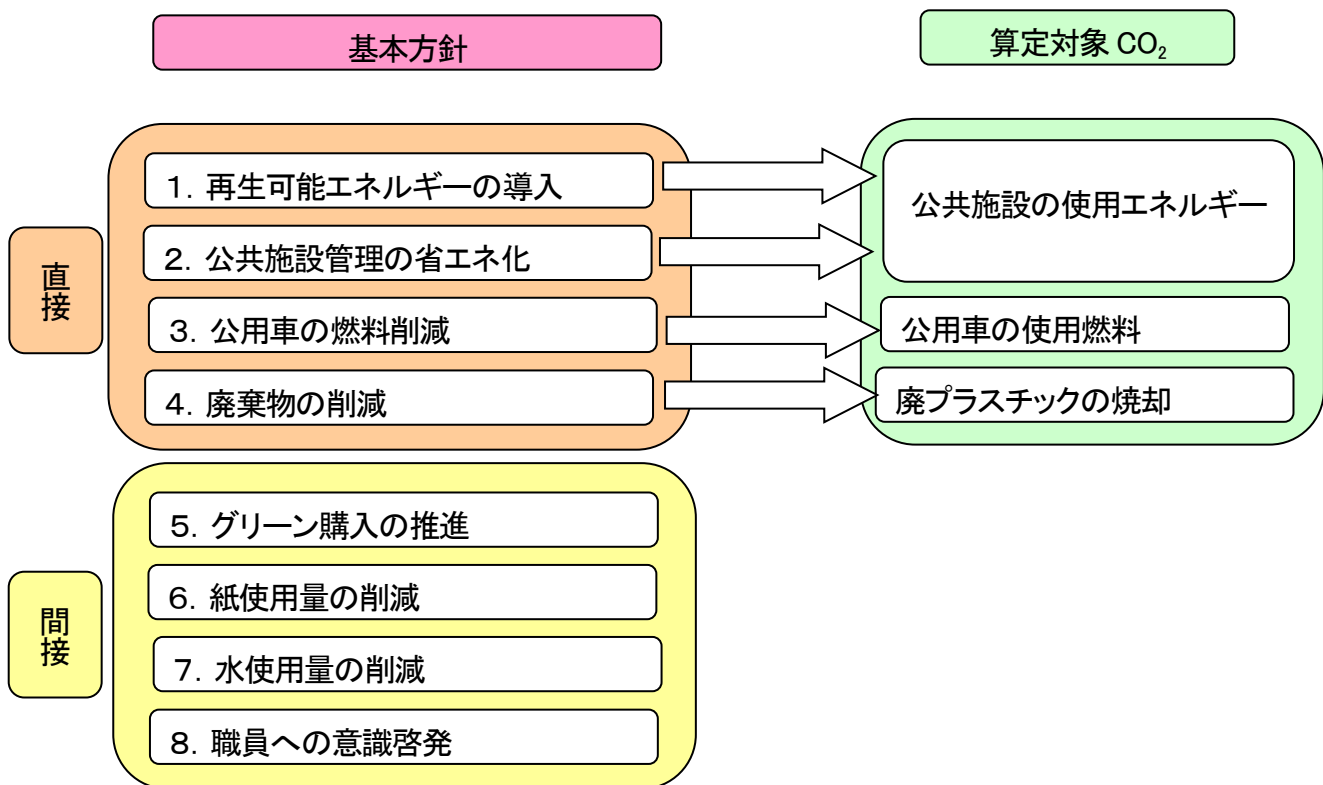 基本方針
算定対象 CO₂
直接
1．再生可能エネルギーの導入
2．公共施設管理の省エネ化
3．公用車の燃料削減
4．廃棄物の削減
公共施設の使用エネルギー
公用車の使用燃料
廃プラスチックの焼却
間接
5．グリーン購入の推進
6．紙使用量の削減
7．水使用量の削減
8．職員への意識啓発